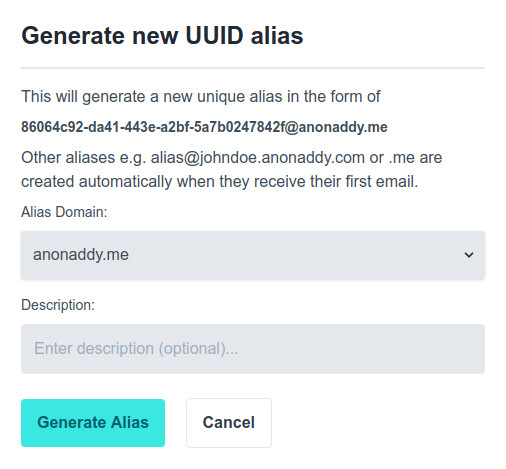 Generate new UUID alias
This will generate a new unique alias in the form of
86064c92-da41-443e-a2bf-5a7b0247842f@anonaddy.me
Other aliases e.g. alias@johndoe.anonaddy.com or .me are
created automatically when they receive their first email.
Alias Domain:
anonaddy.me
Description:
Enter description (optional)...
Generate Alias
Cancel